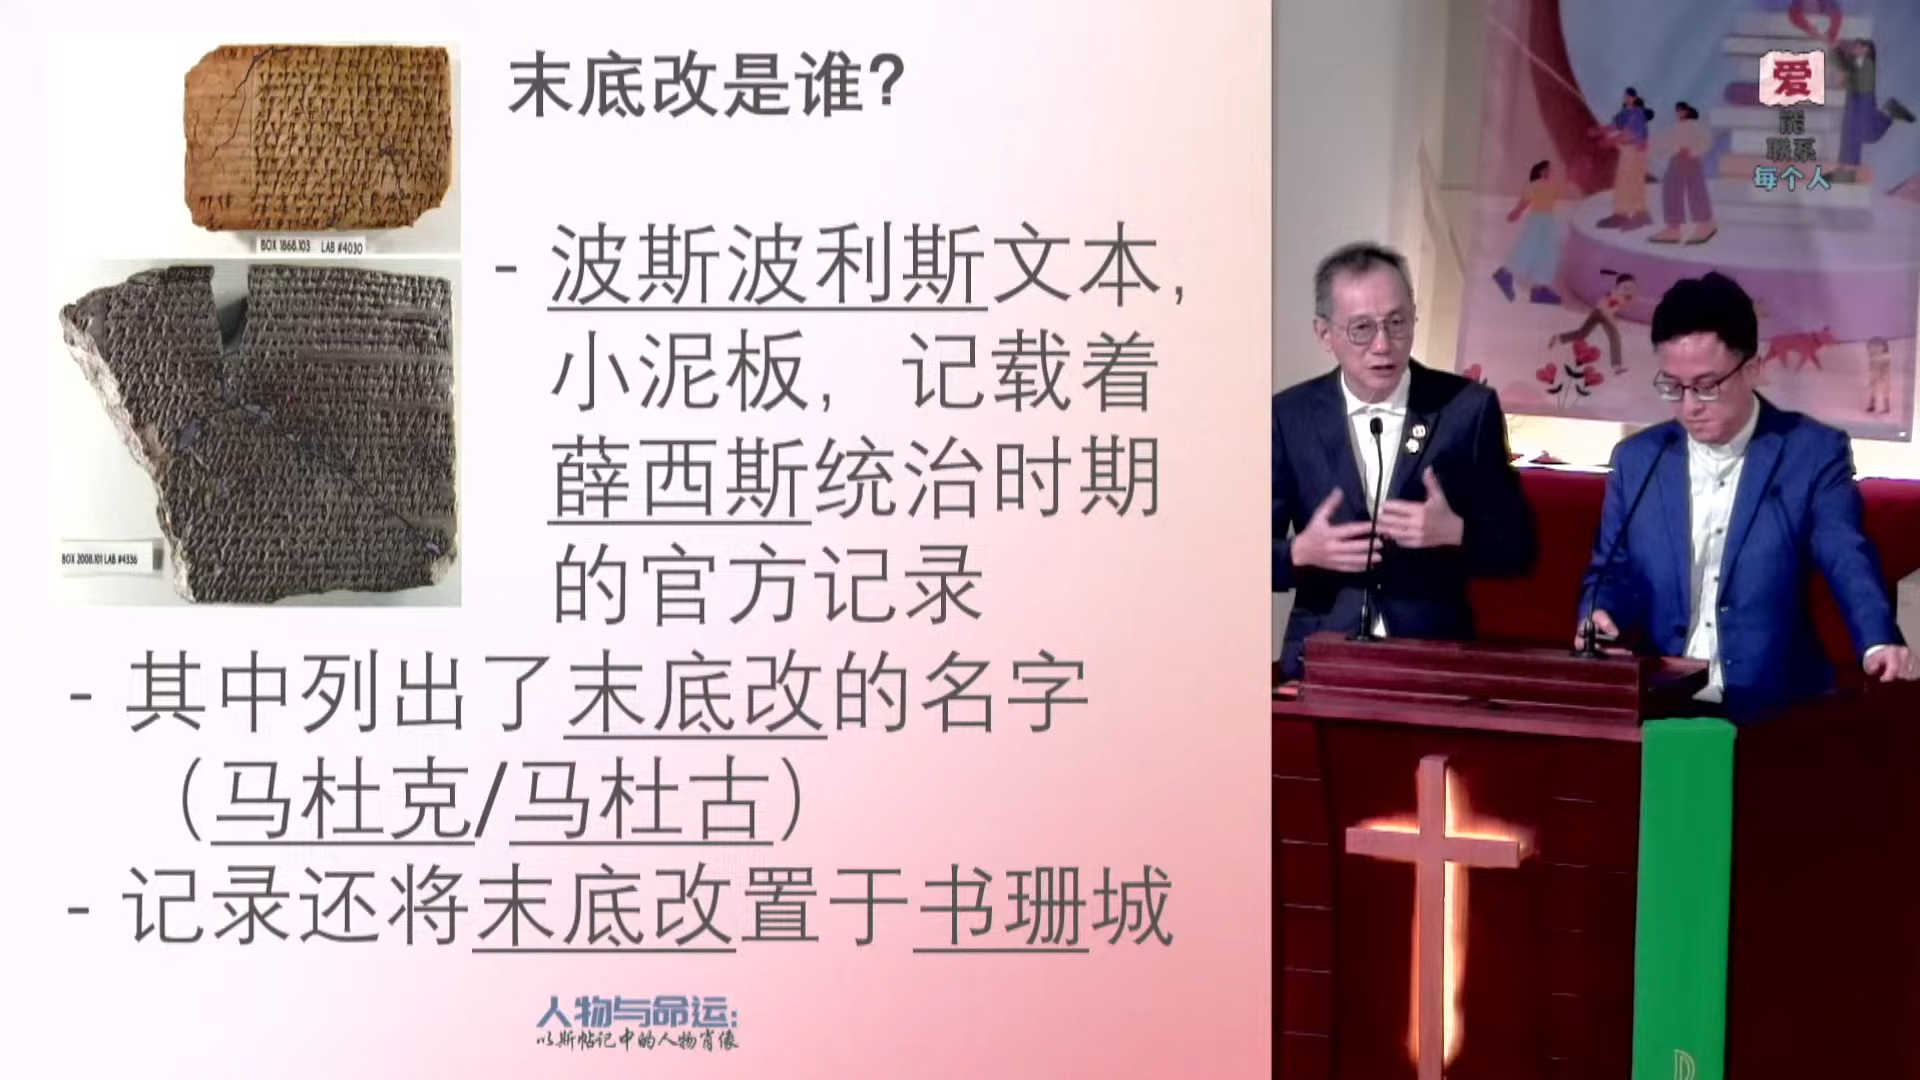 末底改是谁?
BOX 1868.103 LAB #4030
BOX 2008.101 LAB #4336
- 波斯波利斯文本,
小泥板, 记载着
薛西斯统治时期
的官方记录
- 其中列出了末底改的名字
(马杜克/马杜古)
- 记录还将末底改置于书珊城
人物与命运:
以斯帖记中的人物肖像
爱
能
联系
每个人